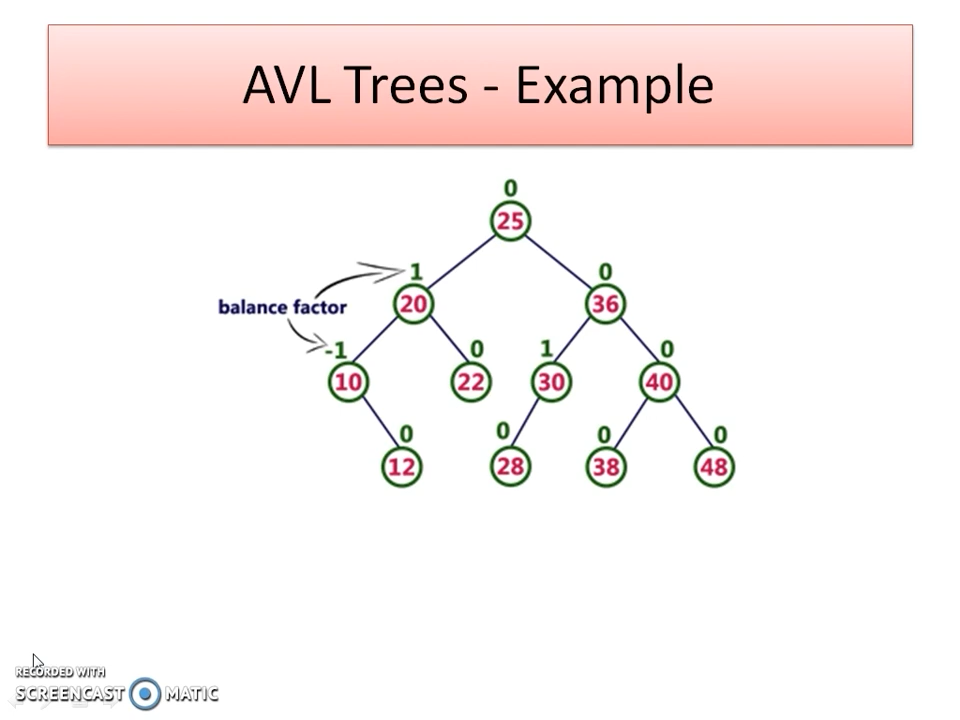 AVL Trees - Example
0
25
1 0
20 36
balance factor
-1 0 1 0
10 22 30 40
0 0 0 0
12 28 38 48
RECORDED WITH
SCREENCAST MATIC